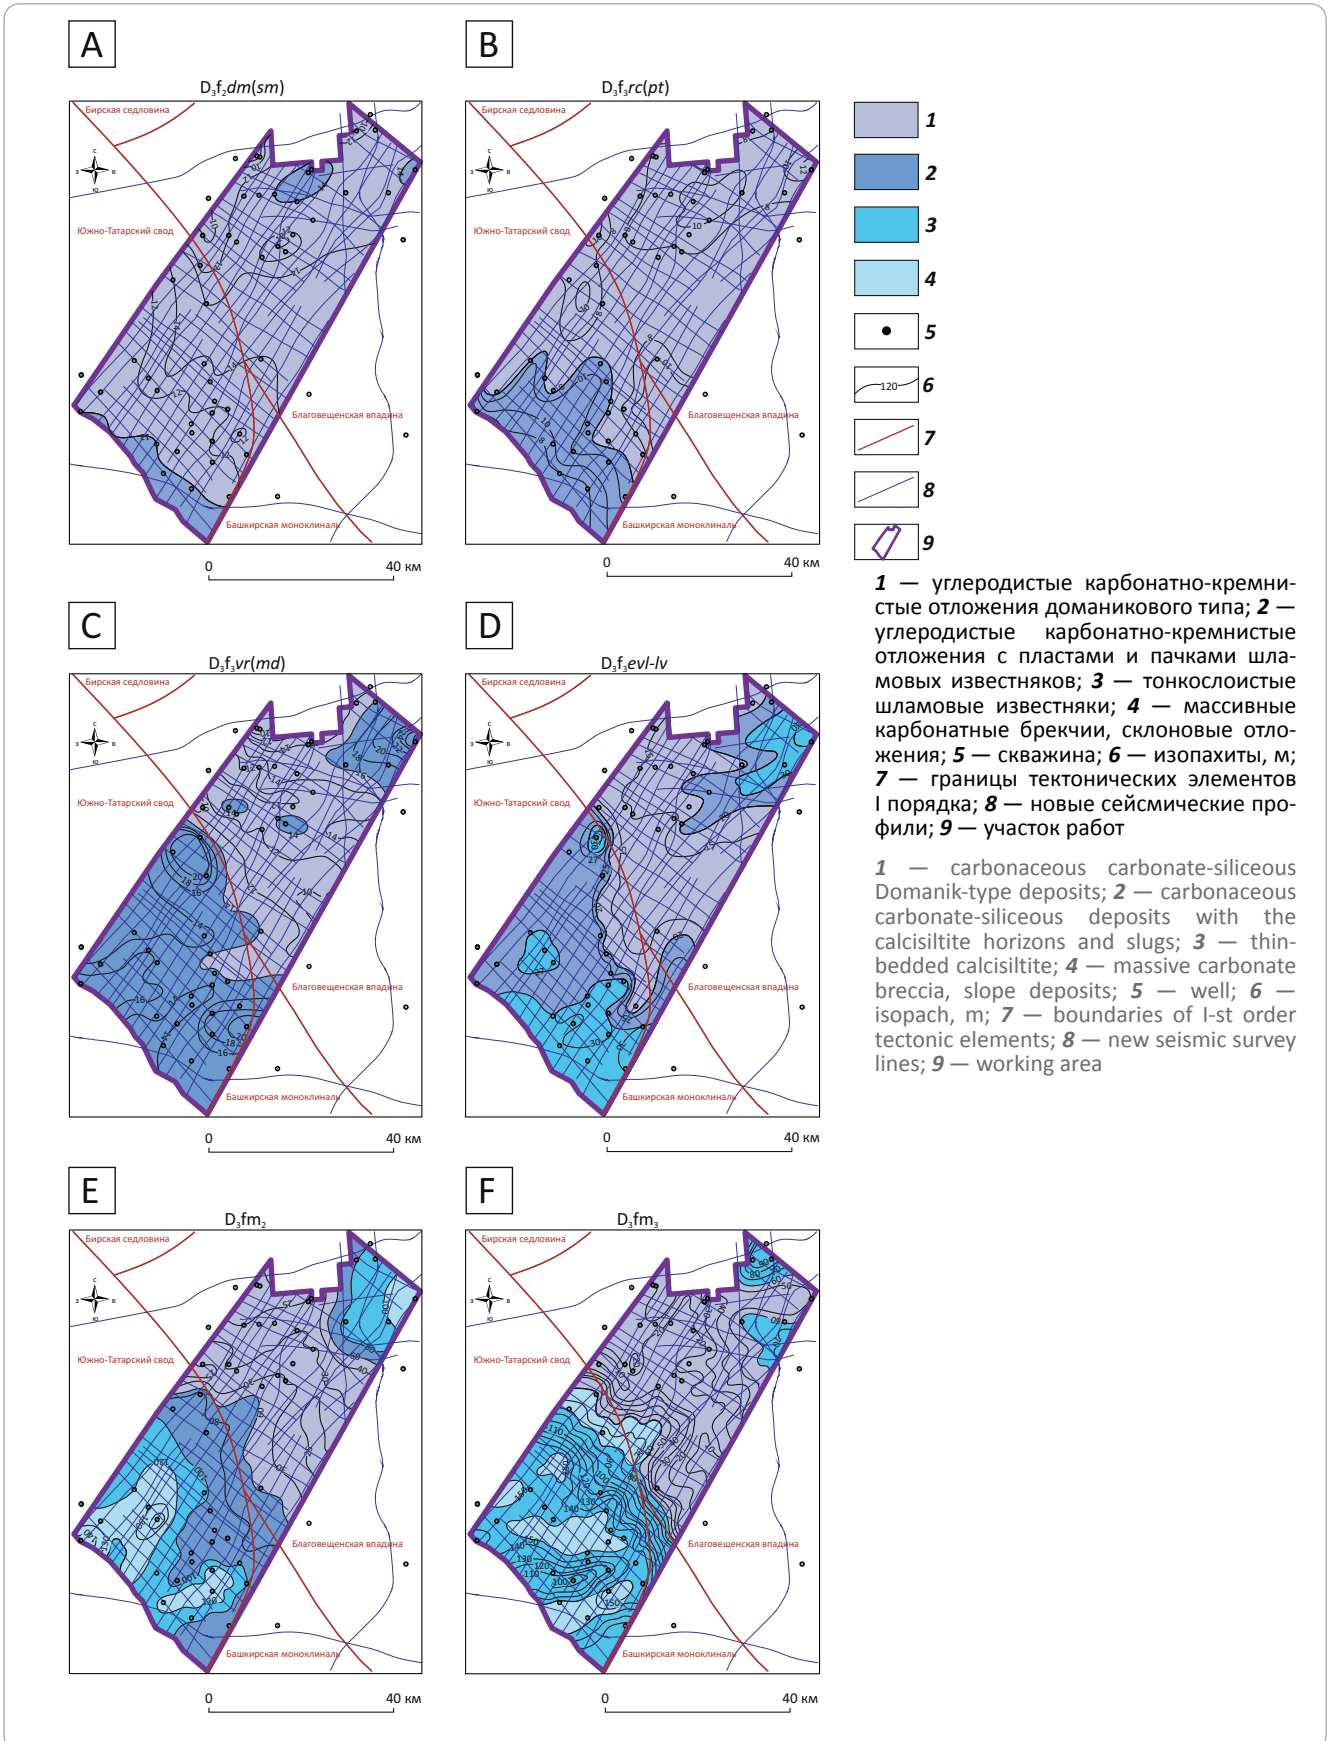 A
D₃f₂dm(sm)
Бирская седловина
с
з
в
ю
Южно-Татарский свод
Благовещенская впадина
Башкирская моноклиналь
0
40 км
B
D₃f₃rc(pt)
Бирская седловина
с
з
в
ю
Южно-Татарский свод
Благовещенская впадина
Башкирская моноклиналь
0
40 км
1
2
3
4
5
120
6
7
8
9
1 — углеродистые карбонатно-кремни-
стые отложения доманикового типа; 2 —
углеродистые карбонатно-кремнистые
отложения с пластами и пачками шла-
мовых известняков; 3 — тонкослоистые
шламовые известняки; 4 — массивные
карбонатные брекчии, склоновые отло-
жения; 5 — скважина; 6 — изопахиты, м;
7 — границы тектонических элементов
I порядка; 8 — новые сейсмические про-
фили; 9 — участок работ
1 — carbonaceous carbonate-siliceous
Domanik-type deposits; 2 — carbonaceous
carbonate-siliceous deposits with the
calcisiltite horizons and slugs; 3 — thin-
bedded calcisiltite; 4 — massive carbonate
breccia, slope deposits; 5 — well; 6 —
isopach, m; 7 — boundaries of I-st order
tectonic elements; 8 — new seismic survey
lines; 9 — working area
C
D₃f₃vr(md)
Бирская седловина
с
з
в
ю
Южно-Татарский свод
Благовещенская впадина
Башкирская моноклиналь
0
40 км
D
D₃f₃evl-lv
Бирская седловина
с
з
в
ю
Южно-Татарский свод
Благовещенская впадина
Башкирская моноклиналь
0
40 км
E
D₃fm₂
Бирская седловина
с
з
в
ю
Южно-Татарский свод
Благовещенская впадина
Башкирская моноклиналь
0
40 км
F
D₃fm₃
Бирская седловина
с
з
в
ю
Южно-Татарский свод
Благовещенская впадина
Башкирская моноклиналь
0
40 км